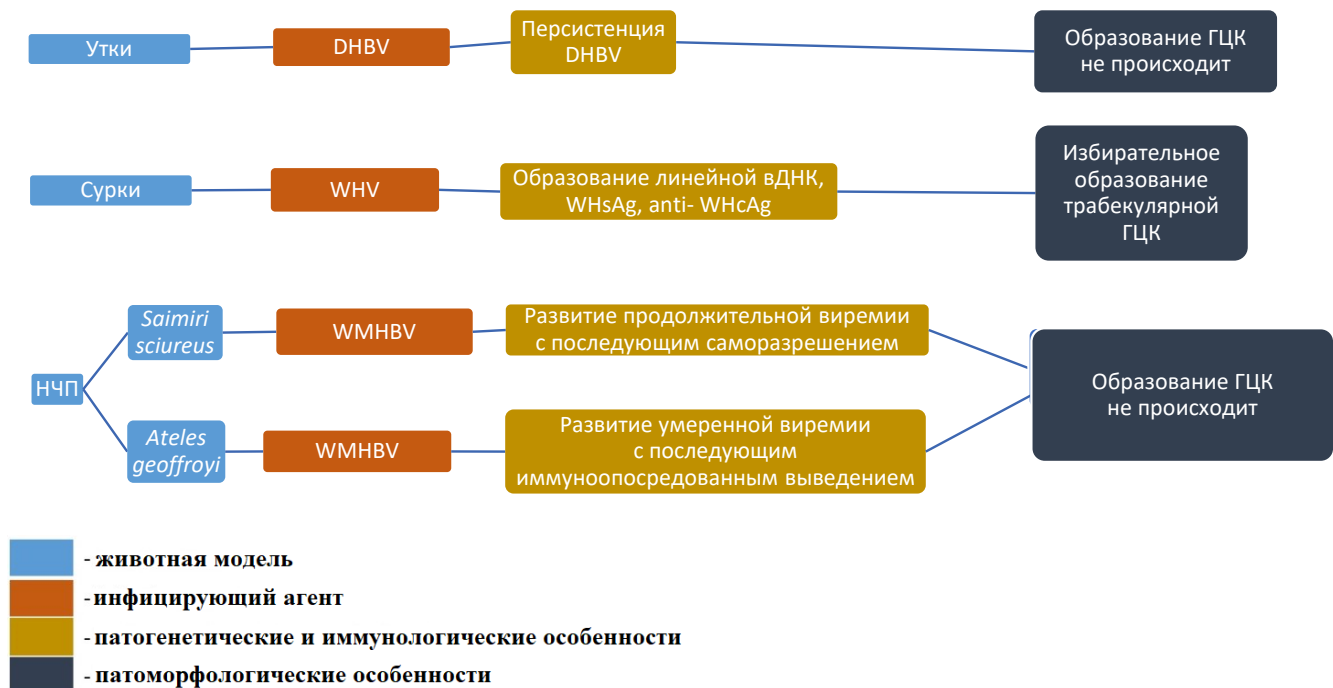 Утки
DHBV
Персистенция
DHBV
Образование ГЦК
не происходит
Сурки
WHV
Образование линейной вДНК,
WHsAg, anti- WHcAg
Избирательное
образование
трабекулярной
ГЦК
НЧП
Saimiri
sciureus
WMHBV
Развитие продолжительной виремии
с последующим саморазрешением
Ateles
geoffroyi
WMHBV
Развитие умеренной виремии
с последующим
иммуноопосредованным выведением
Образование ГЦК
не происходит
- животная модель
- инфицирующий агент
- патогенетические и иммунологические особенности
- патоморфологические особенности